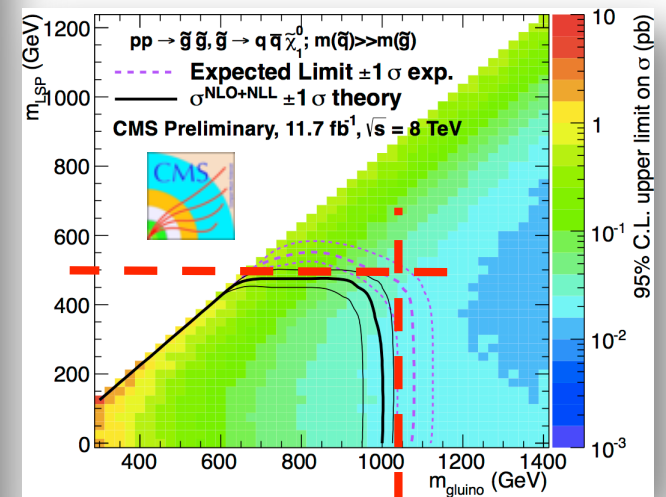 pp → g̃ g̃, g̃ → q q̄ χ̃₁⁰; m(q̃)>>m(g̃)
Expected Limit ±1 σ exp.
σᴺᴸᴼ⁺ᴺᴸᴸ ±1 σ theory
CMS Preliminary, 11.7 fb⁻¹, √s = 8 TeV
CMS
m_LSP (GeV)
1200
1000
800
600
400
200
0
400 600 800 1000 1200 1400
m_gluino (GeV)
10
1
10⁻¹
10⁻²
10⁻³
95% C.L. upper limit on σ (pb)